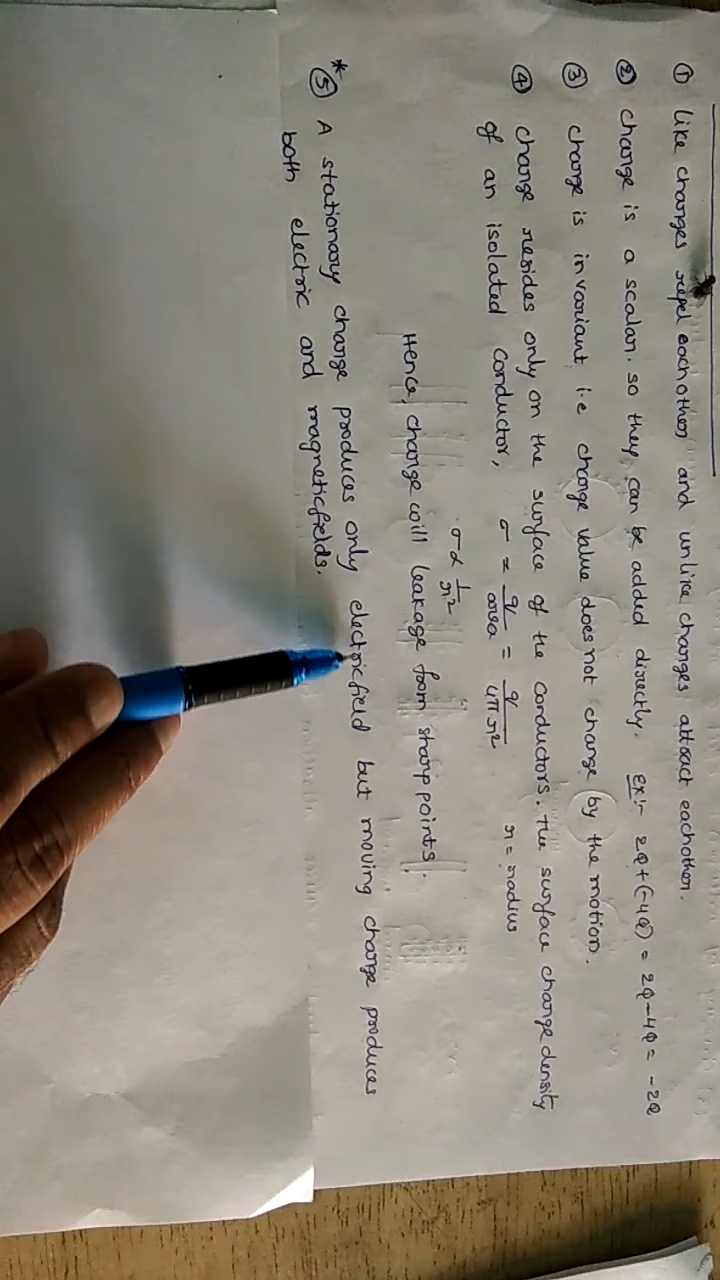 ① Like charges repel eachother and unlike charges attract eachother.
② charge is a scalar. so they can be added directly. Ex:- 2Q+(-4Q) = 2Q-4Q = -2Q
③ charge is invariant i.e charge value does not change by the motion.
④ charge resides only on the surface of the conductors. The surface charge density
of an isolated conductor, σ = q/area = q/4πr² r = radius
σ ∝ 1/r²
Hence, charge will leakage from sharp points.
*⑤ A stationary charge produces only electricfield but moving charge produces
both electric and magneticfields.